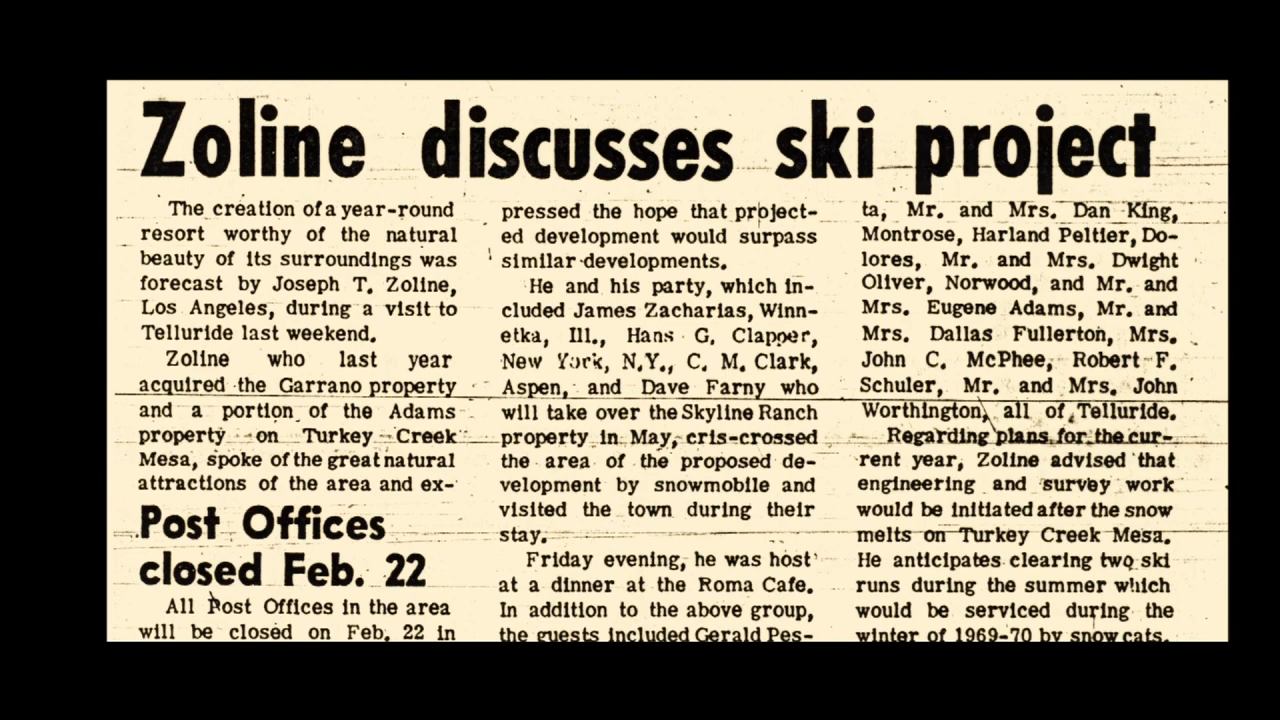 Zoline discusses ski project
The creation of a year-round
resort worthy of the natural
beauty of its surroundings was
forecast by Joseph T. Zoline,
Los Angeles, during a visit to
Telluride last weekend.
Zoline who last year
acquired the Garrano property
and a portion of the Adams
property on Turkey Creek
Mesa, spoke of the great natural
attractions of the area and ex-
pressed the hope that project-
ed development would surpass
similar developments.
He and his party, which in-
cluded James Zacharias, Winn-
etka, Ill., Hans G. Clapper,
New York, N.Y., C. M. Clark,
Aspen, and Dave Farny who
will take over the Skyline Ranch
property in May, cris-crossed
the area of the proposed de-
velopment by snowmobile and
visited the town during their
stay.
Friday evening, he was host
at a dinner at the Roma Cafe.
In addition to the above group,
the guests included Gerald Pes-
ta, Mr. and Mrs. Dan King,
Montrose, Harland Peltier, Do-
lores, Mr. and Mrs. Dwight
Oliver, Norwood, and Mr. and
Mrs. Eugene Adams, Mr. and
Mrs. Dallas Fullerton, Mrs.
John C. McPhee, Robert F.
Schuler, Mr. and Mrs. John
Worthington, all of Telluride.
Regarding plans for the cur-
rent year, Zoline advised that
engineering and survey work
would be initiated after the snow
melts on Turkey Creek Mesa.
He anticipates clearing two ski
runs during the summer which
would be serviced during the
winter of 1969-70 by snow cats.
Post Offices
closed Feb. 22
All Post Offices in the area
will be closed on Feb. 22 in